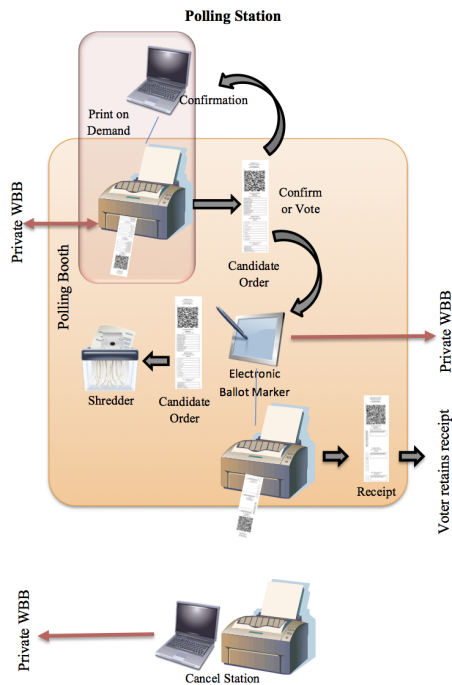 Polling Station
Confirmation
Print on
Demand
Private WBB
Confirm
or Vote
Polling Booth
Candidate
Order
Private WBB
Electronic
Ballot Marker
Shredder
Candidate
Order
Receipt
Voter retains receipt
Private WBB
Cancel Station